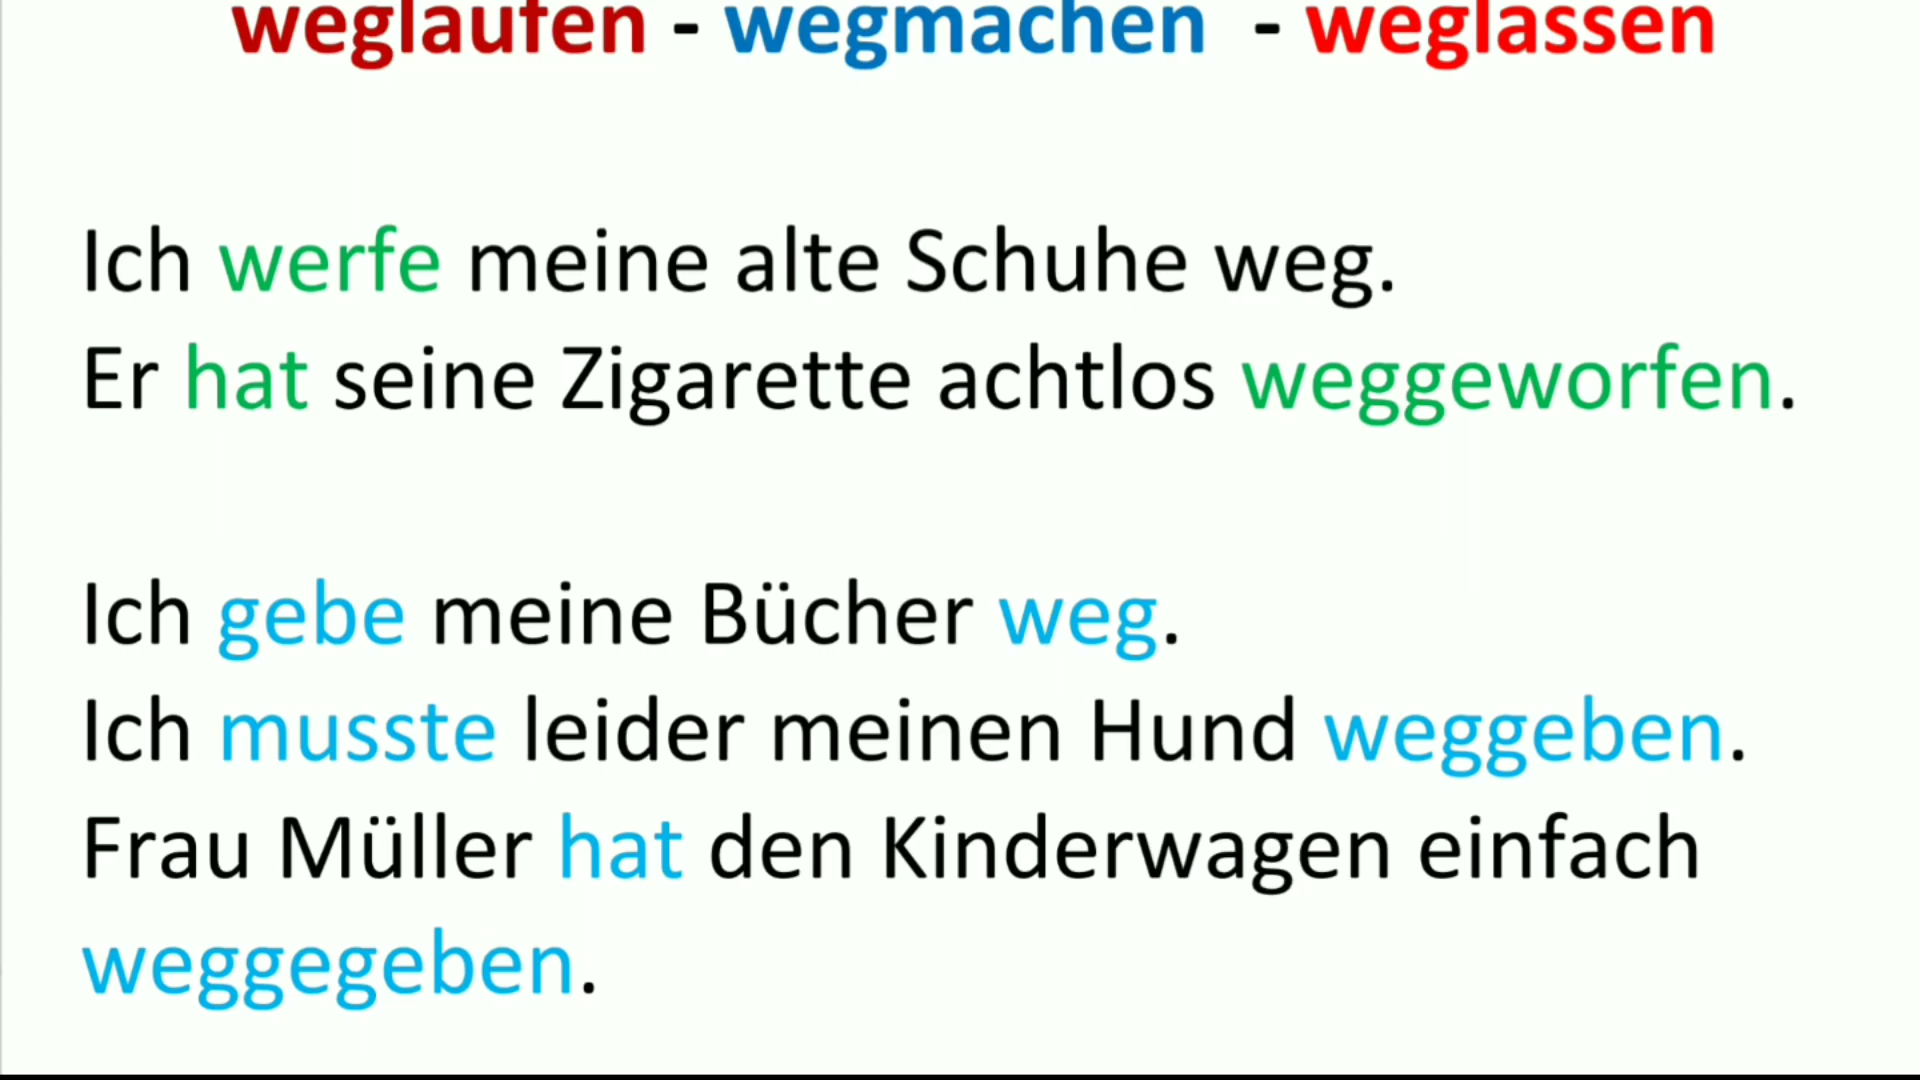 weglaufen - wegmachen - weglassen
Ich werfe meine alte Schuhe weg.
Er hat seine Zigarette achtlos weggeworfen.
Ich gebe meine Bücher weg.
Ich musste leider meinen Hund weggeben.
Frau Müller hat den Kinderwagen einfach
weggegeben.